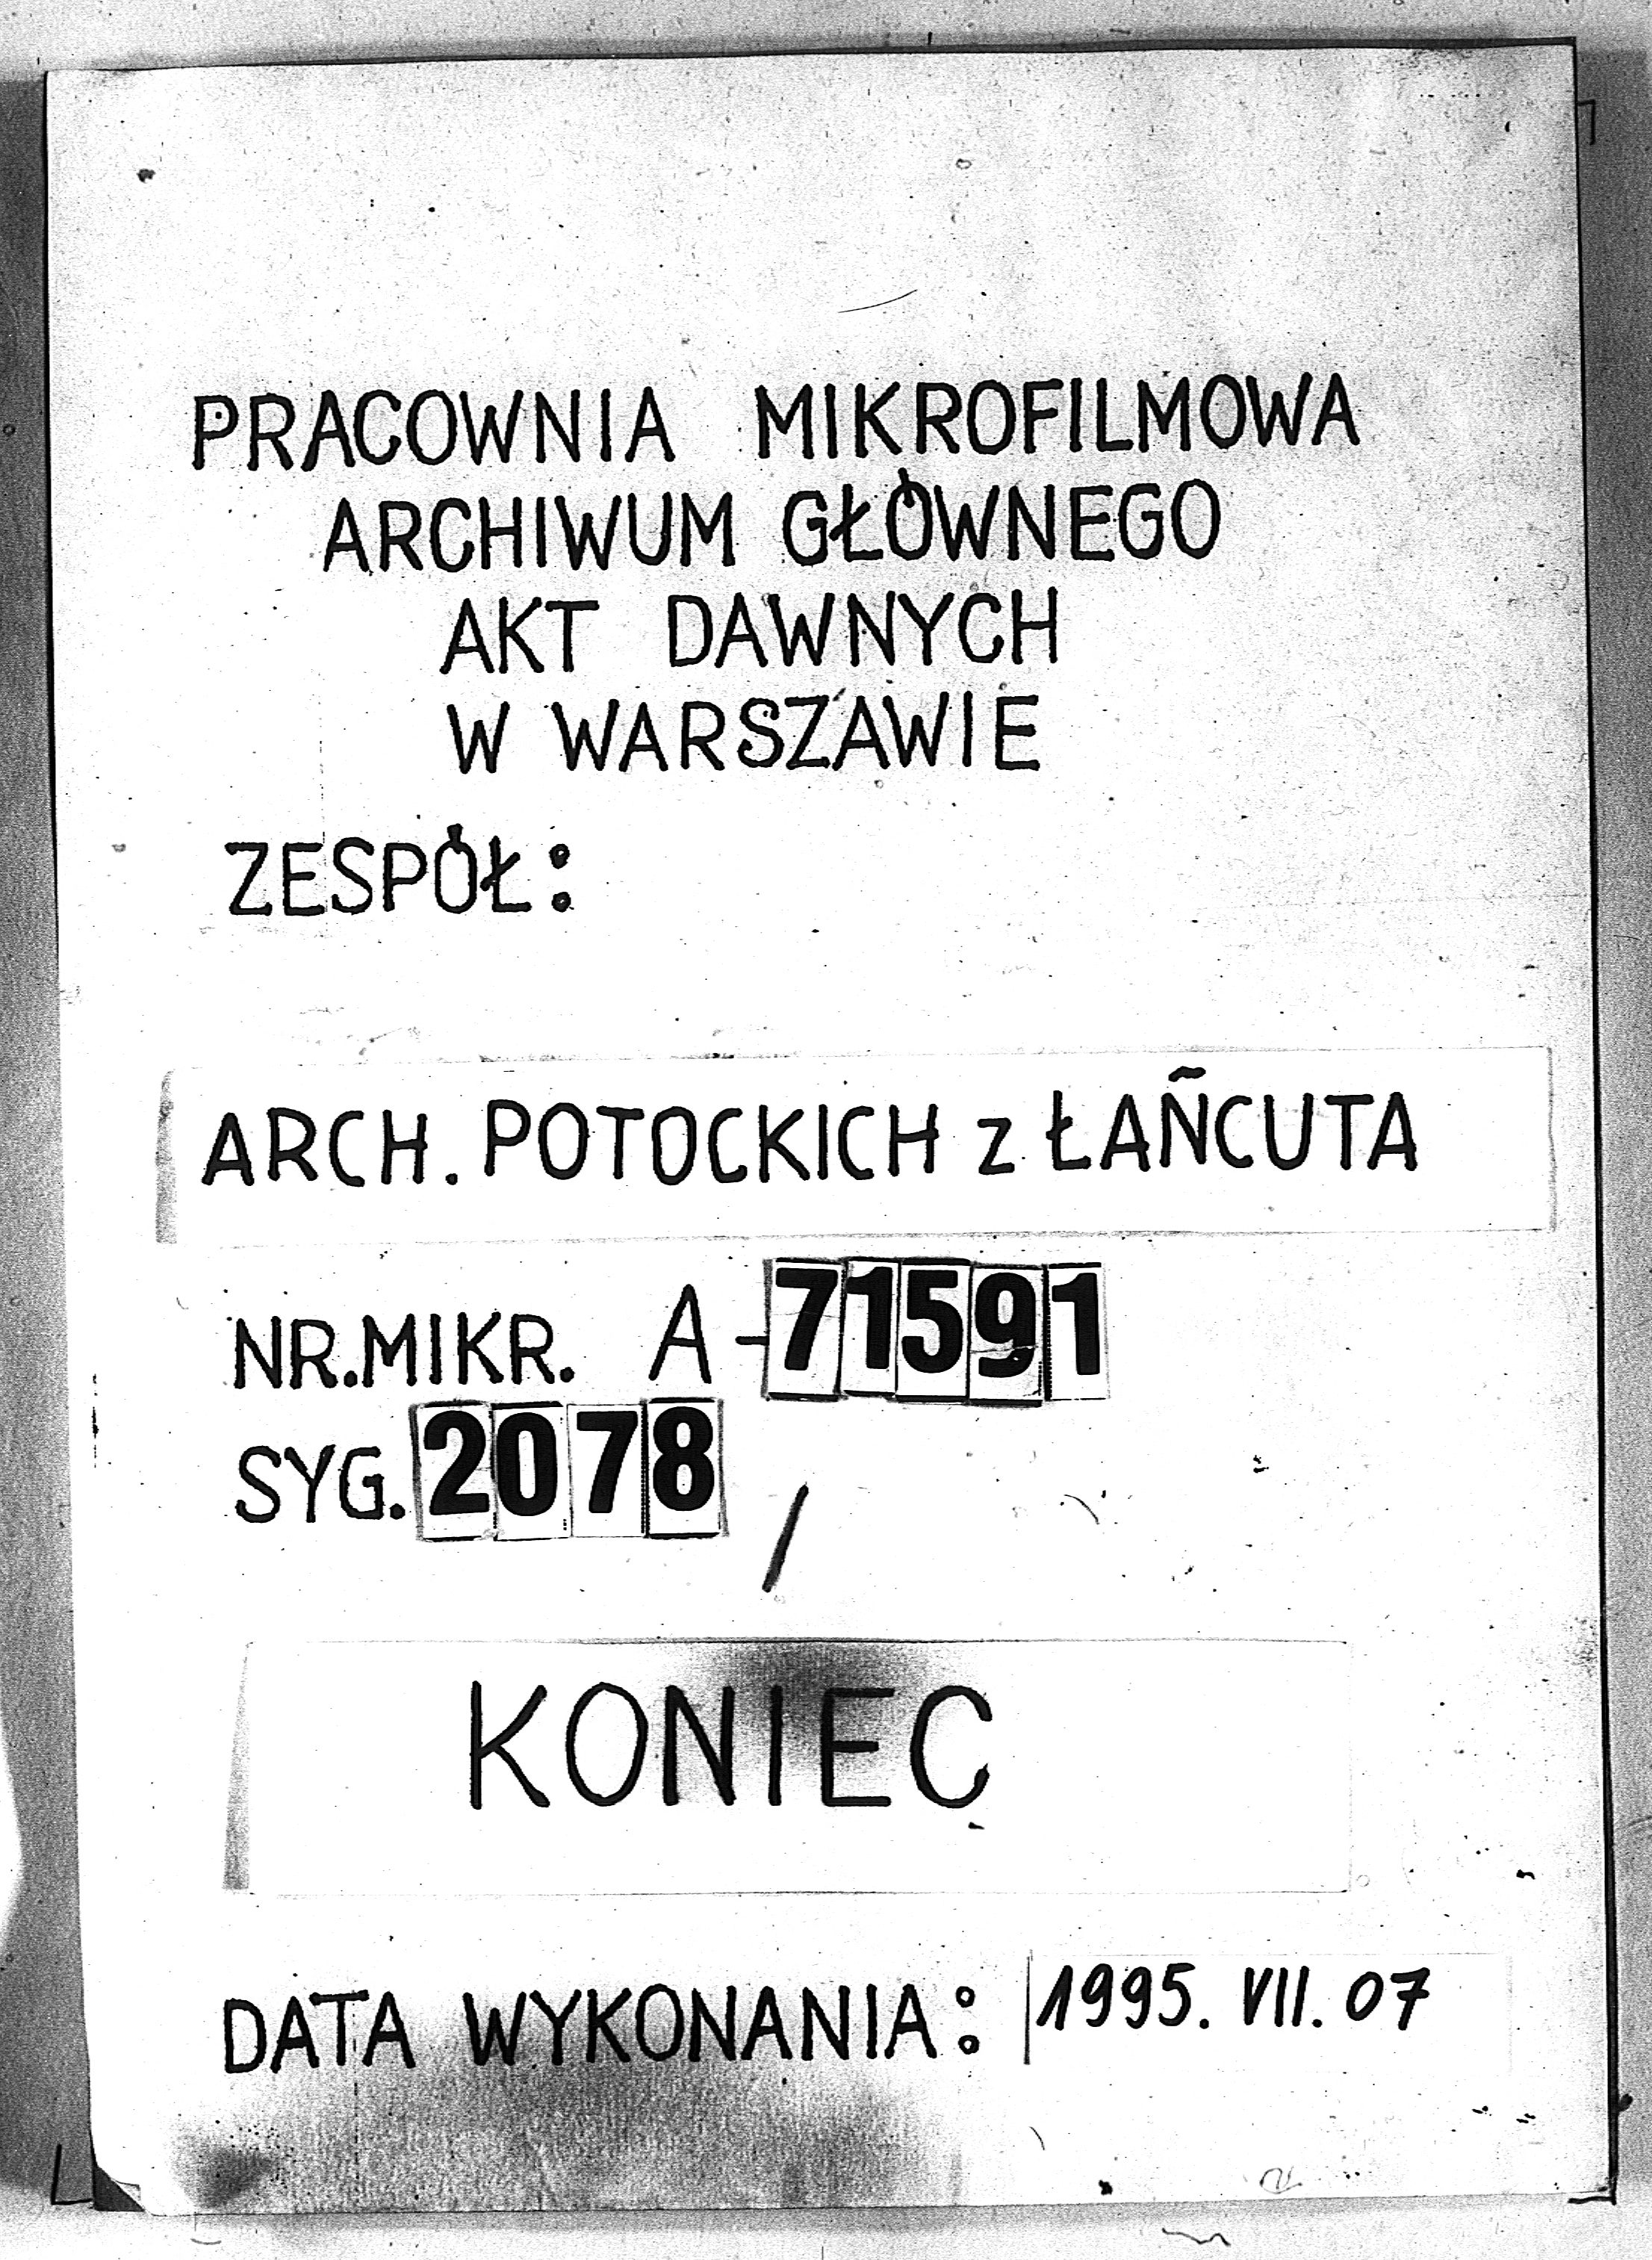 PRACOWNIA MIKROFILMOWA
ARCHIWUM GŁÓWNEGO
AKT DAWNYCH
W WARSZAWIE
ZESPÓŁ:
ARCH. POTOCKICH z ŁAŃCUTA
NR.MIKR. A-71591
SYG. 2078 /
KONIEC
DATA WYKONANIA: 1995. VII. 07